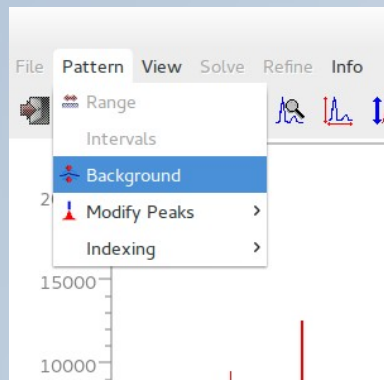 File Pattern View Solve Refine Info
Range
Intervals
Background
Modify Peaks
Indexing
15000
10000